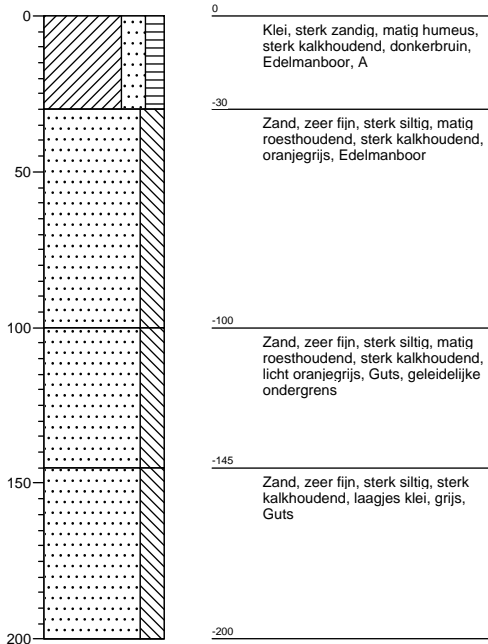 0
0
Klei, sterk zandig, matig humeus,
sterk kalkhoudend, donkerbruin,
Edelmanboor, A
-30
Zand, zeer fijn, sterk siltig, matig
roesthoudend, sterk kalkhoudend,
oranjegrijs, Edelmanboor
50
100
-100
Zand, zeer fijn, sterk siltig, matig
roesthoudend, sterk kalkhoudend,
licht oranjegrijs, Guts, geleidelijke
ondergrens
-145
150
Zand, zeer fijn, sterk siltig, sterk
kalkhoudend, laagjes klei, grijs,
Guts
200
-200